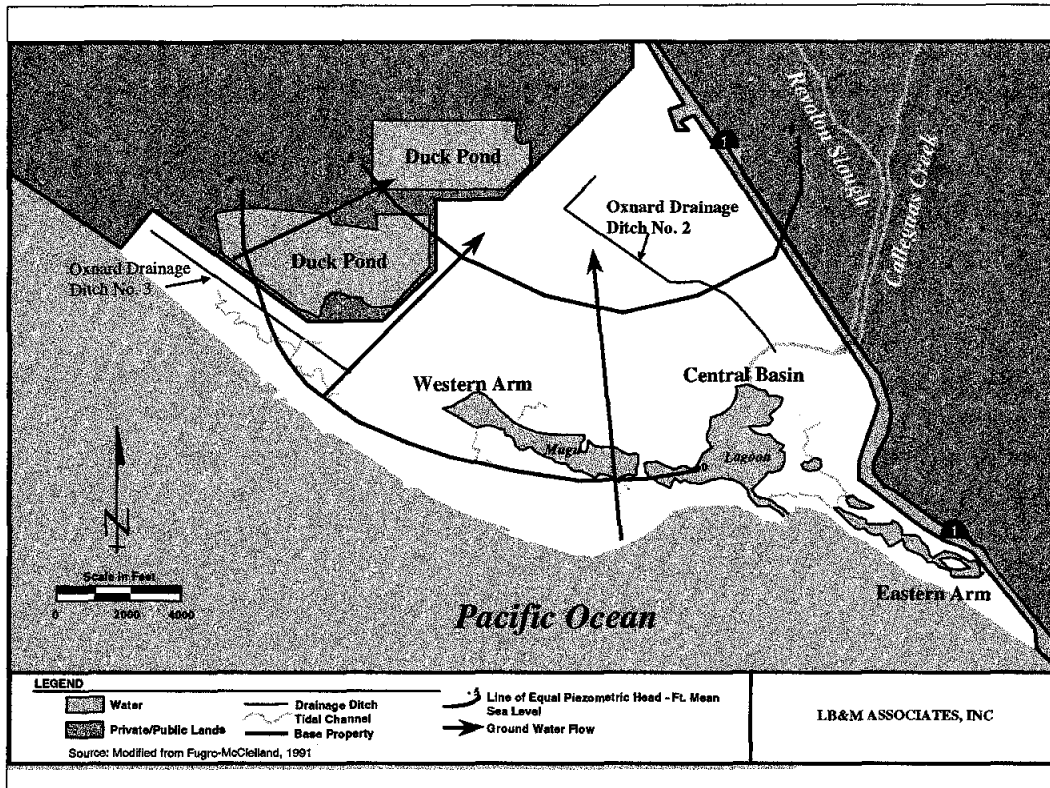 Duck Pond
Duck Pond
Oxnard Drainage
Ditch No. 2
Oxnard Drainage
Ditch No. 3
Revalon Slough
Calleguas Creek
1
Western Arm
Central Basin
Mugu
Lagoon
0
1
Eastern Arm
N
Scale in Feet
0 2000 4000
Pacific Ocean
LEGEND
Water
Private/Public Lands
Drainage Ditch
Tidal Channel
Base Property
Line of Equal Piezometric Head - Ft. Mean
Sea Level
Ground Water Flow
Source: Modified from Fugro-McClelland, 1991
LB&M ASSOCIATES, INC